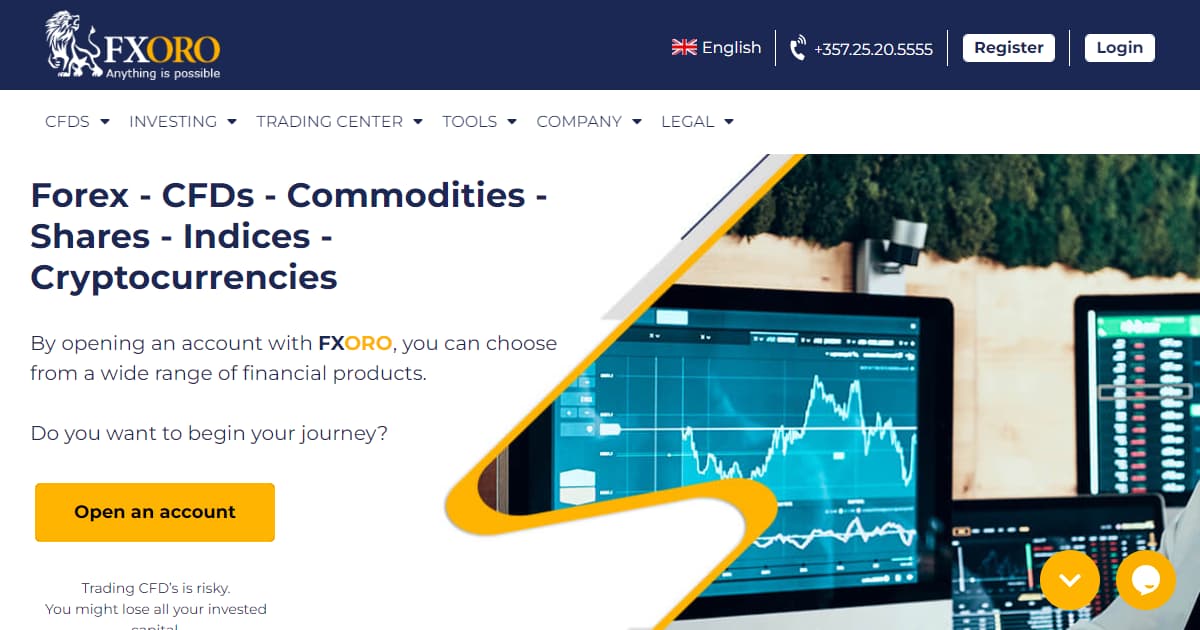 FXORO
Anything is possible
English
+357.25.20.5555
Register
Login
CFDS
INVESTING
TRADING CENTER
TOOLS
COMPANY
LEGAL
Forex - CFDs - Commodities -
Shares - Indices -
Cryptocurrencies
By opening an account with FXORO, you can choose
from a wide range of financial products.
Do you want to begin your journey?
Open an account
Trading CFD's is risky.
You might lose all your invested
capital